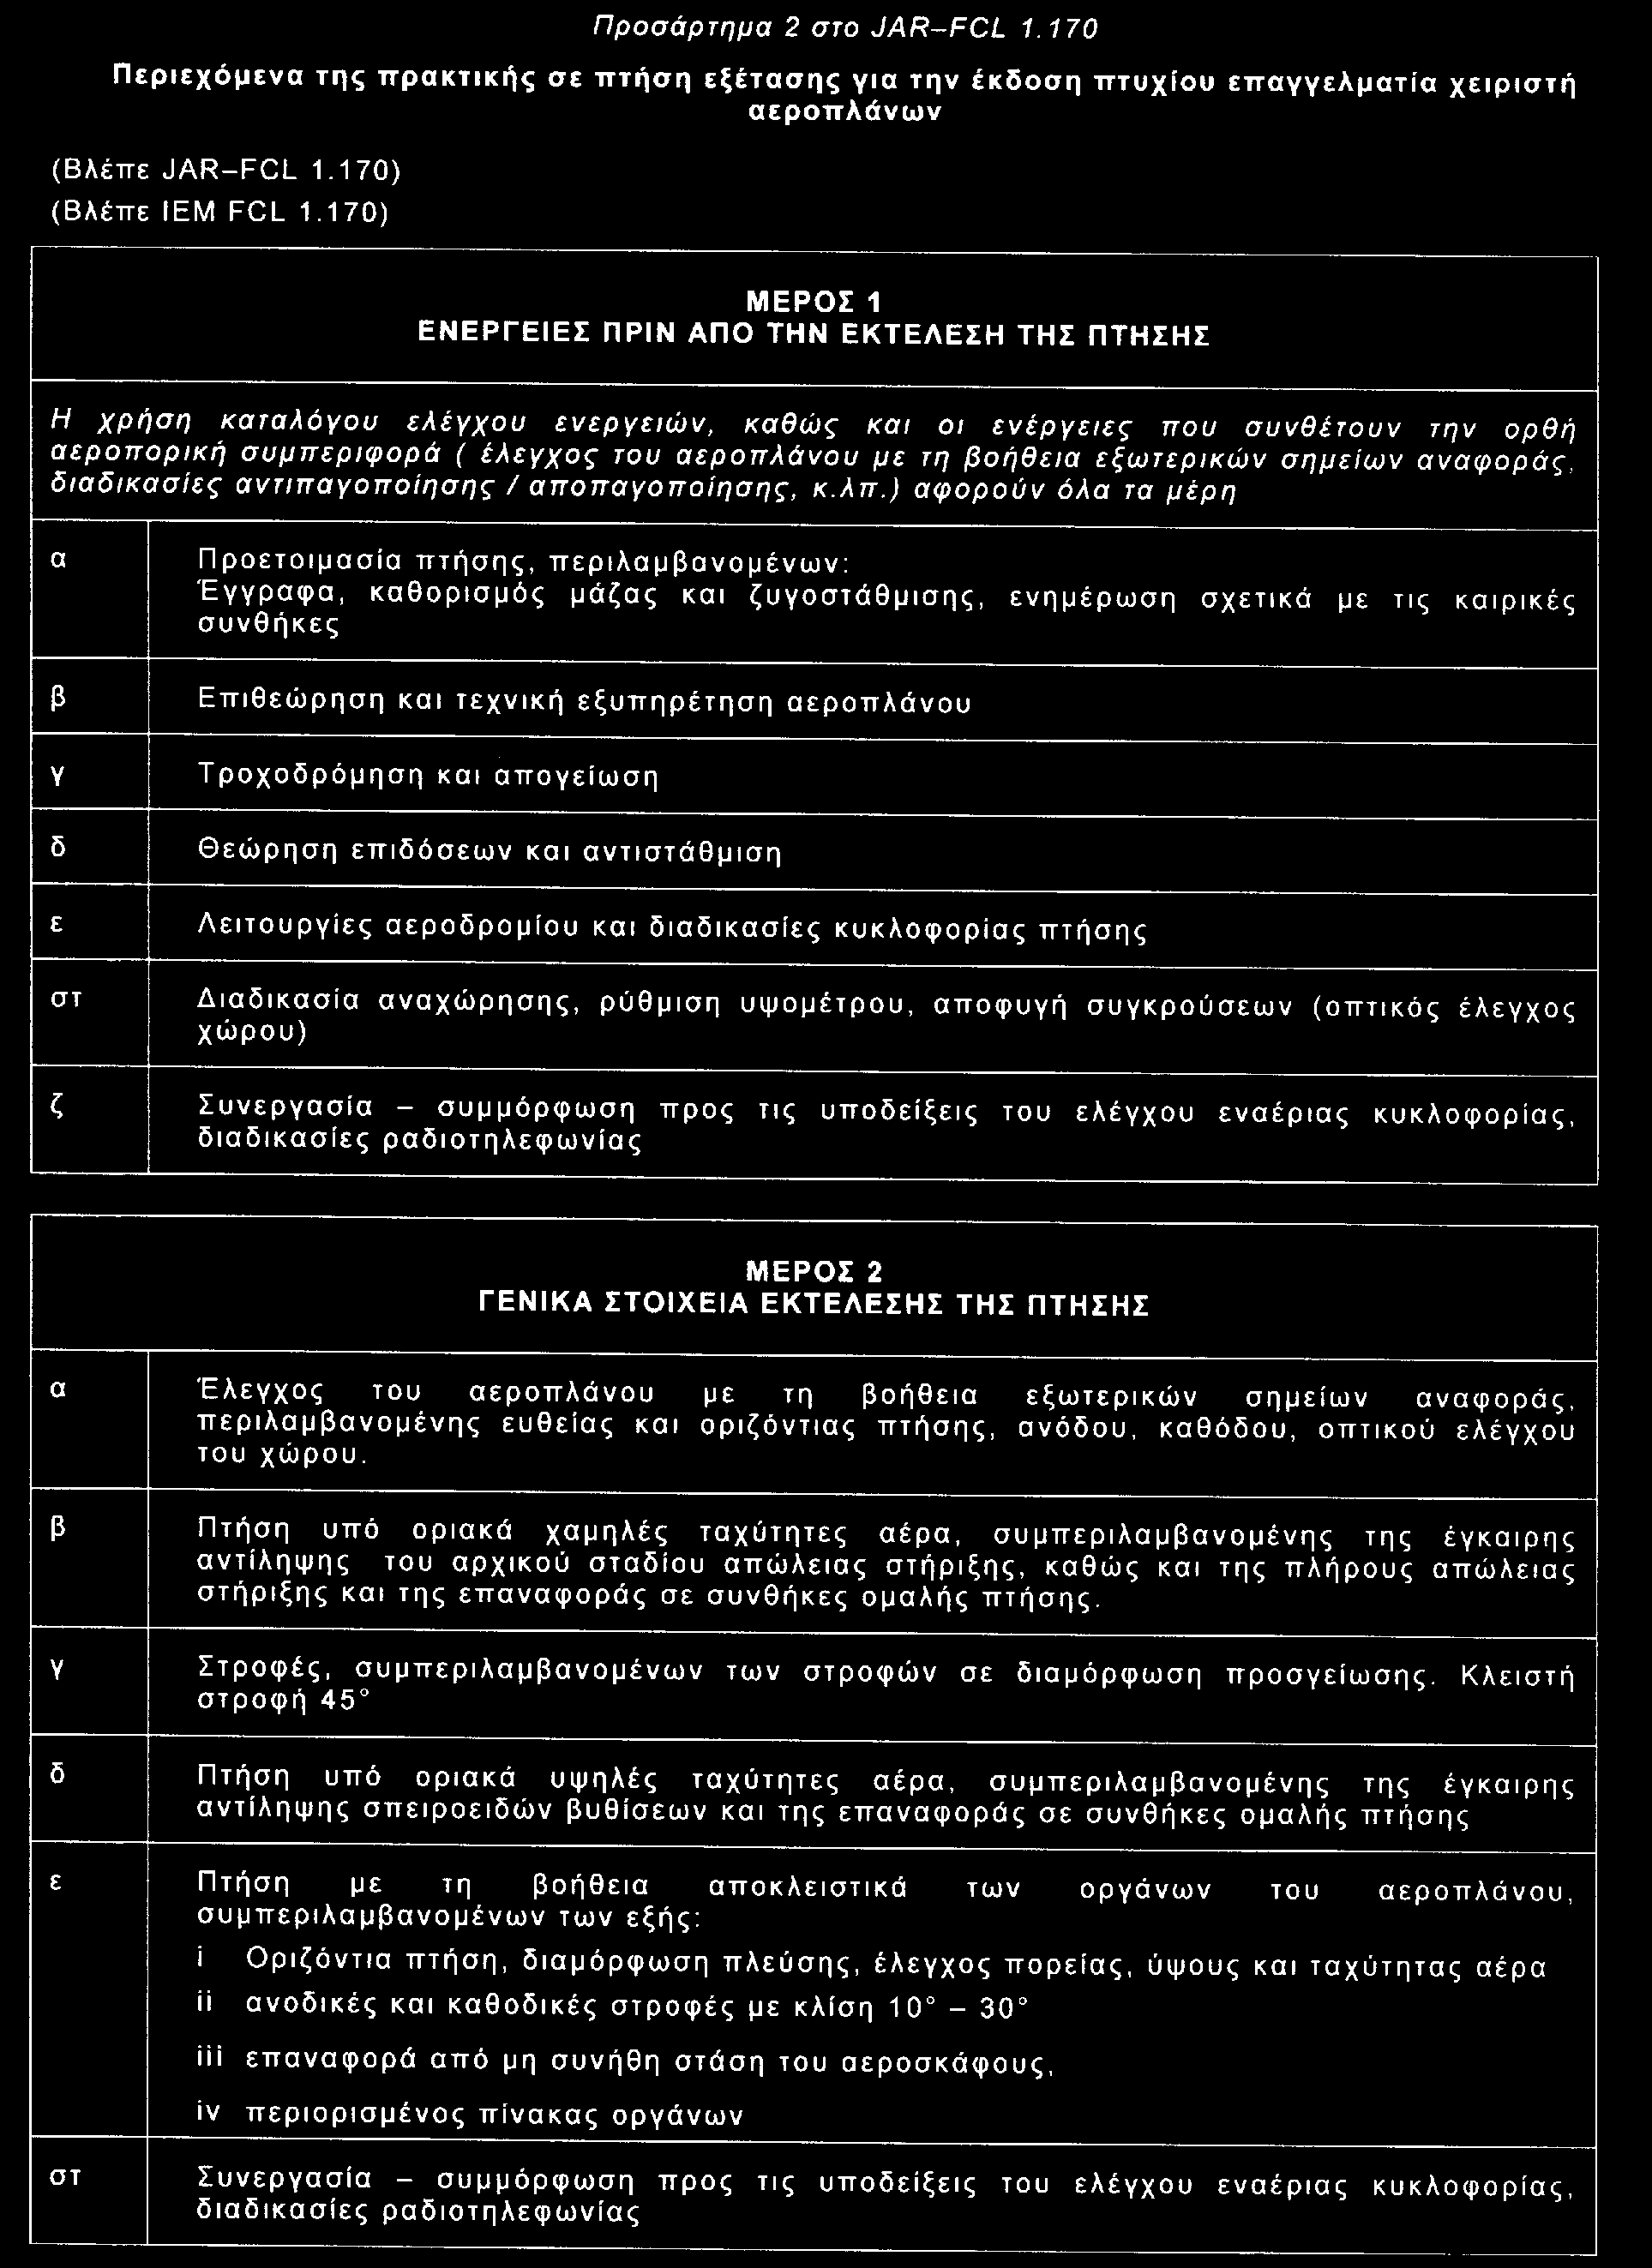 Προσάρτημα 2 στο JAR–FCL 1.170
Περιεχόμενα της πρακτικής σε πτήση εξέτασης για την έκδοση πτυχίου επαγγελματία χειριστή
αεροπλάνων
(Βλέπε JAR–FCL 1.170)
(Βλέπε IEM FCL 1.170)
ΜΕΡΟΣ 1
ΕΝΕΡΓΕΙΕΣ ΠΡΙΝ ΑΠΟ ΤΗΝ ΕΚΤΕΛΕΣΗ ΤΗΣ ΠΤΗΣΗΣ
Η χρήση καταλόγου ελέγχου ενεργειών, καθώς και οι ενέργειες που συνθέτουν την ορθή
αεροπορική συμπεριφορά ( έλεγχος του αεροπλάνου με τη βοήθεια εξωτερικών σημείων αναφοράς,
διαδικασίες αντιπαγοποίησης / αποπαγοποίησης, κ.λπ.) αφορούν όλα τα μέρη
α Προετοιμασία πτήσης, περιλαμβανομένων:
Έγγραφα, καθορισμός μάζας και ζυγοστάθμισης, ενημέρωση σχετικά με τις καιρικές
συνθήκες
β Επιθεώρηση και τεχνική εξυπηρέτηση αεροπλάνου
γ Τροχοδρόμηση και απογείωση
δ Θεώρηση επιδόσεων και αντιστάθμιση
ε Λειτουργίες αεροδρομίου και διαδικασίες κυκλοφορίας πτήσης
στ Διαδικασία αναχώρησης, ρύθμιση υψομέτρου, αποφυγή συγκρούσεων (οπτικός έλεγχος
χώρου)
ζ Συνεργασία – συμμόρφωση προς τις υποδείξεις του ελέγχου εναέριας κυκλοφορίας,
διαδικασίες ραδιοτηλεφωνίας
ΜΕΡΟΣ 2
ΓΕΝΙΚΑ ΣΤΟΙΧΕΙΑ ΕΚΤΕΛΕΣΗΣ ΤΗΣ ΠΤΗΣΗΣ
α Έλεγχος του αεροπλάνου με τη βοήθεια εξωτερικών σημείων αναφοράς,
περιλαμβανομένης ευθείας και οριζόντιας πτήσης, ανόδου, καθόδου, οπτικού ελέγχου
του χώρου.
β Πτήση υπό οριακά χαμηλές ταχύτητες αέρα, συμπεριλαμβανομένης της έγκαιρης
αντίληψης του αρχικού σταδίου απώλειας στήριξης, καθώς και της πλήρους απώλειας
στήριξης και της επαναφοράς σε συνθήκες ομαλής πτήσης.
γ Στροφές, συμπεριλαμβανομένων των στροφών σε διαμόρφωση προσγείωσης. Κλειστή
στροφή 45°
δ Πτήση υπό οριακά υψηλές ταχύτητες αέρα, συμπεριλαμβανομένης της έγκαιρης
αντίληψης σπειροειδών βυθίσεων και της επαναφοράς σε συνθήκες ομαλής πτήσης
ε Πτήση με τη βοήθεια αποκλειστικά των οργάνων του αεροπλάνου,
συμπεριλαμβανομένων των εξής:
i Οριζόντια πτήση, διαμόρφωση πλεύσης, έλεγχος πορείας, ύψους και ταχύτητας αέρα
ii ανοδικές και καθοδικές στροφές με κλίση 10° – 30°
iii επαναφορά από μη συνήθη στάση του αεροσκάφους,
iv περιορισμένος πίνακας οργάνων
στ Συνεργασία – συμμόρφωση προς τις υποδείξεις του ελέγχου εναέριας κυκλοφορίας,
διαδικασίες ραδιοτηλεφωνίας